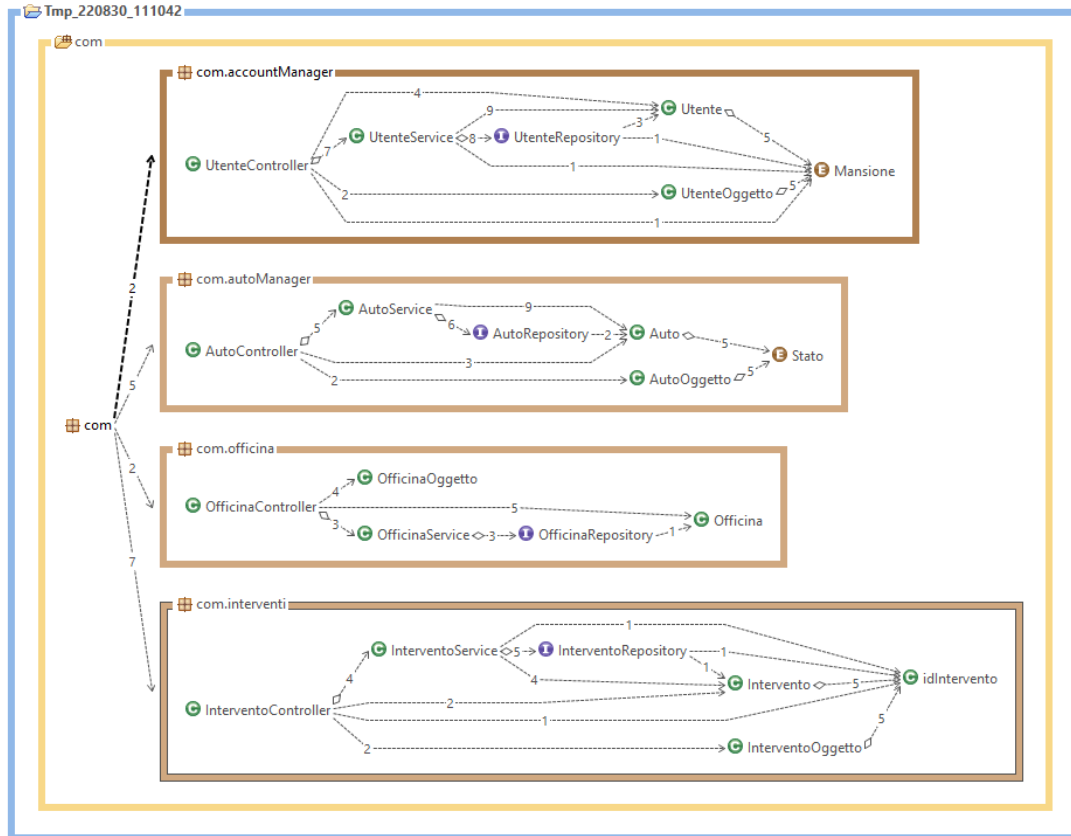 Tmp_220830_111042
com
com.accountManager
4
Utente
9
3
5
UtenteService
8
UtenteRepository
1
7
UtenteController
1
Mansione
2
UtenteOggetto
5
1
2
com.autoManager
AutoService
9
5
6
AutoRepository
2
Auto
5
AutoController
3
Stato
2
AutoOggetto
5
5
com
com.officina
2
4
OfficinaOggetto
OfficinaController
5
Officina
3
OfficinaService
3
OfficinaRepository
1
7
com.interventi
1
InterventoService
5
InterventoRepository
1
1
4
4
Intervento
5
idIntervento
2
InterventoController
1
5
2
InterventoOggetto